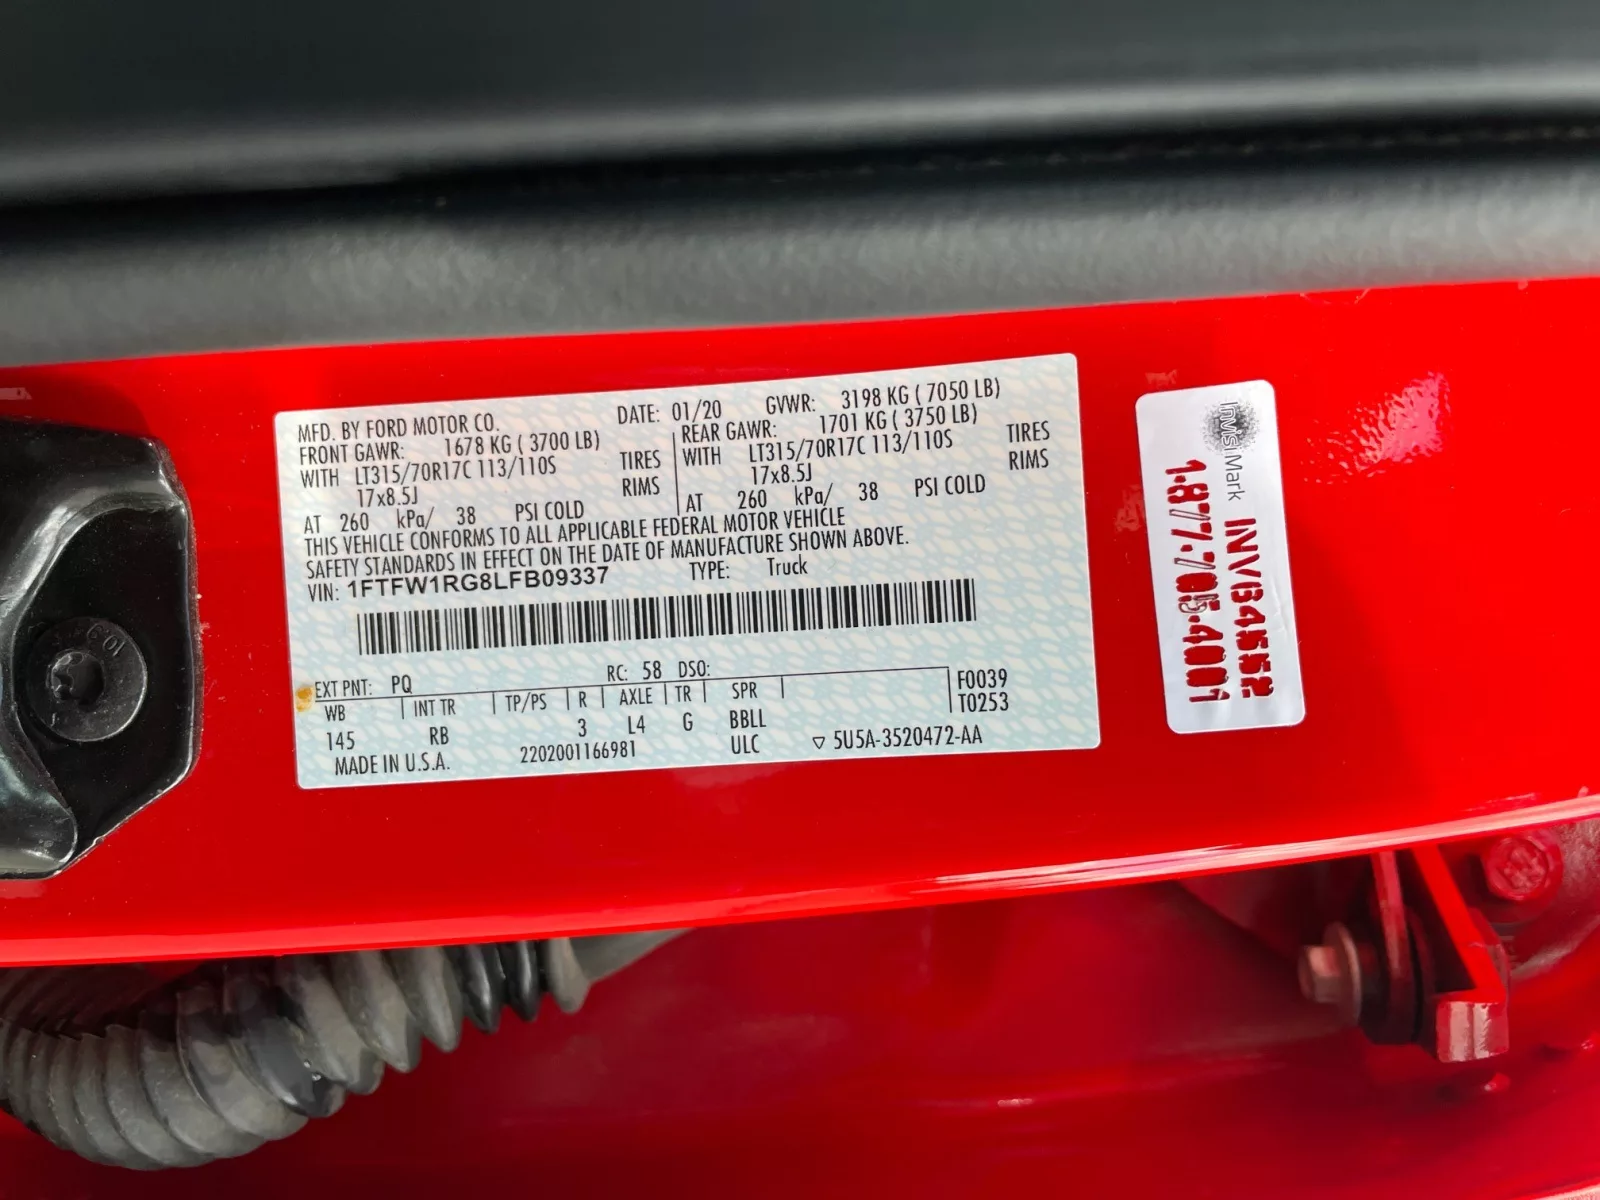 MFD. BY FORD MOTOR CO. DATE: 01/20 GVWR: 3198 KG ( 7050 LB)
FRONT GAWR: 1678 KG ( 3700 LB) REAR GAWR: 1701 KG ( 3750 LB)
WITH LT315/70R17C 113/110S TIRES WITH LT315/70R17C 113/110S TIRES
17x8.5J RIMS 17x8.5J RIMS
AT 260 kPa/ 38 PSI COLD AT 260 kPa/ 38 PSI COLD
THIS VEHICLE CONFORMS TO ALL APPLICABLE FEDERAL MOTOR VEHICLE
SAFETY STANDARDS IN EFFECT ON THE DATE OF MANUFACTURE SHOWN ABOVE.
VIN: 1FTFW1RG8LFB09337 TYPE: Truck
EXT PNT: PQ RC: 58 DSO:
WB INT TR TP/PS R AXLE TR SPR F0039
145 RB 3 L4 G BBLL T0253
MADE IN U.S.A. 2202001166981 ULC ▽ 5U5A-3520472-AA
InvisiMark
INVB4552
1-877-705-4001